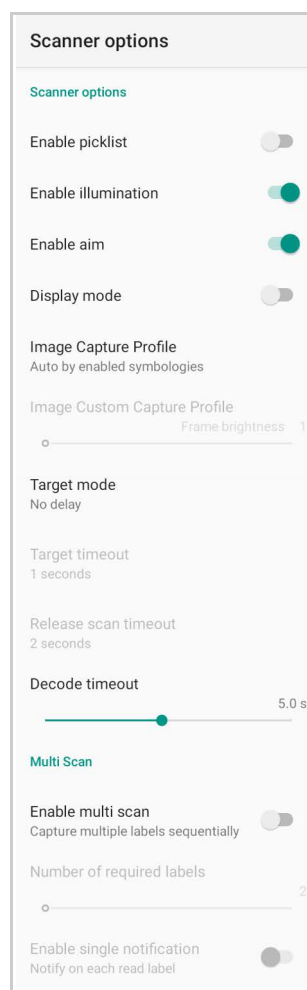 Scanner options
Scanner options
Enable picklist
Enable illumination
Enable aim
Display mode
Image Capture Profile
Auto by enabled symbologies
Image Custom Capture Profile
Frame brightness 1
Target mode
No delay
Target timeout
1 seconds
Release scan timeout
2 seconds
Decode timeout
5.0 s
Multi Scan
Enable multi scan
Capture multiple labels sequentially
Number of required labels
2
Enable single notification
Notify on each read label